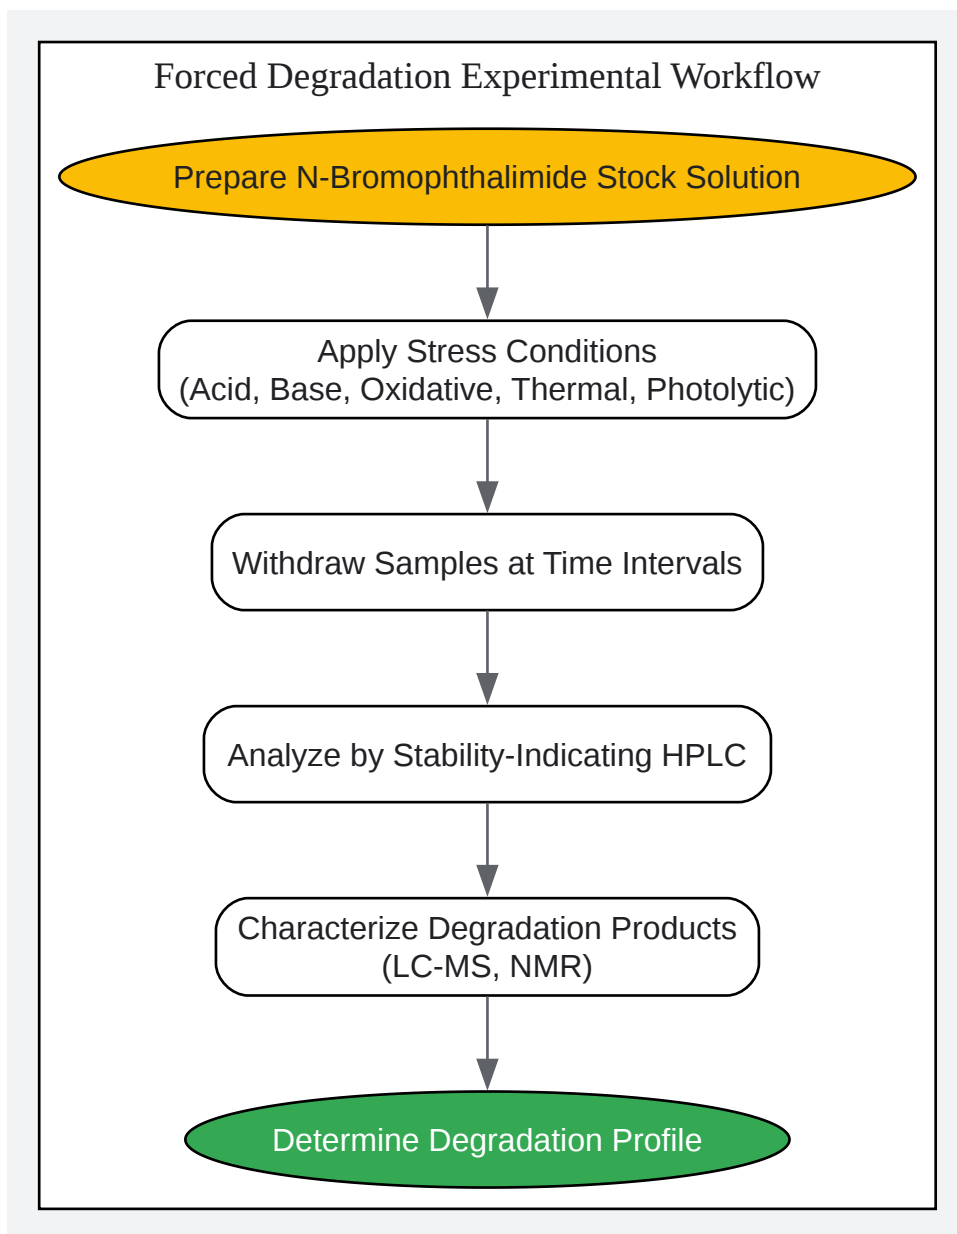 Forced Degradation Experimental Workflow
Prepare N-Bromophthalimide Stock Solution
Apply Stress Conditions
(Acid, Base, Oxidative, Thermal, Photolytic)
Withdraw Samples at Time Intervals
Analyze by Stability-Indicating HPLC
Characterize Degradation Products
(LC-MS, NMR)
Determine Degradation Profile